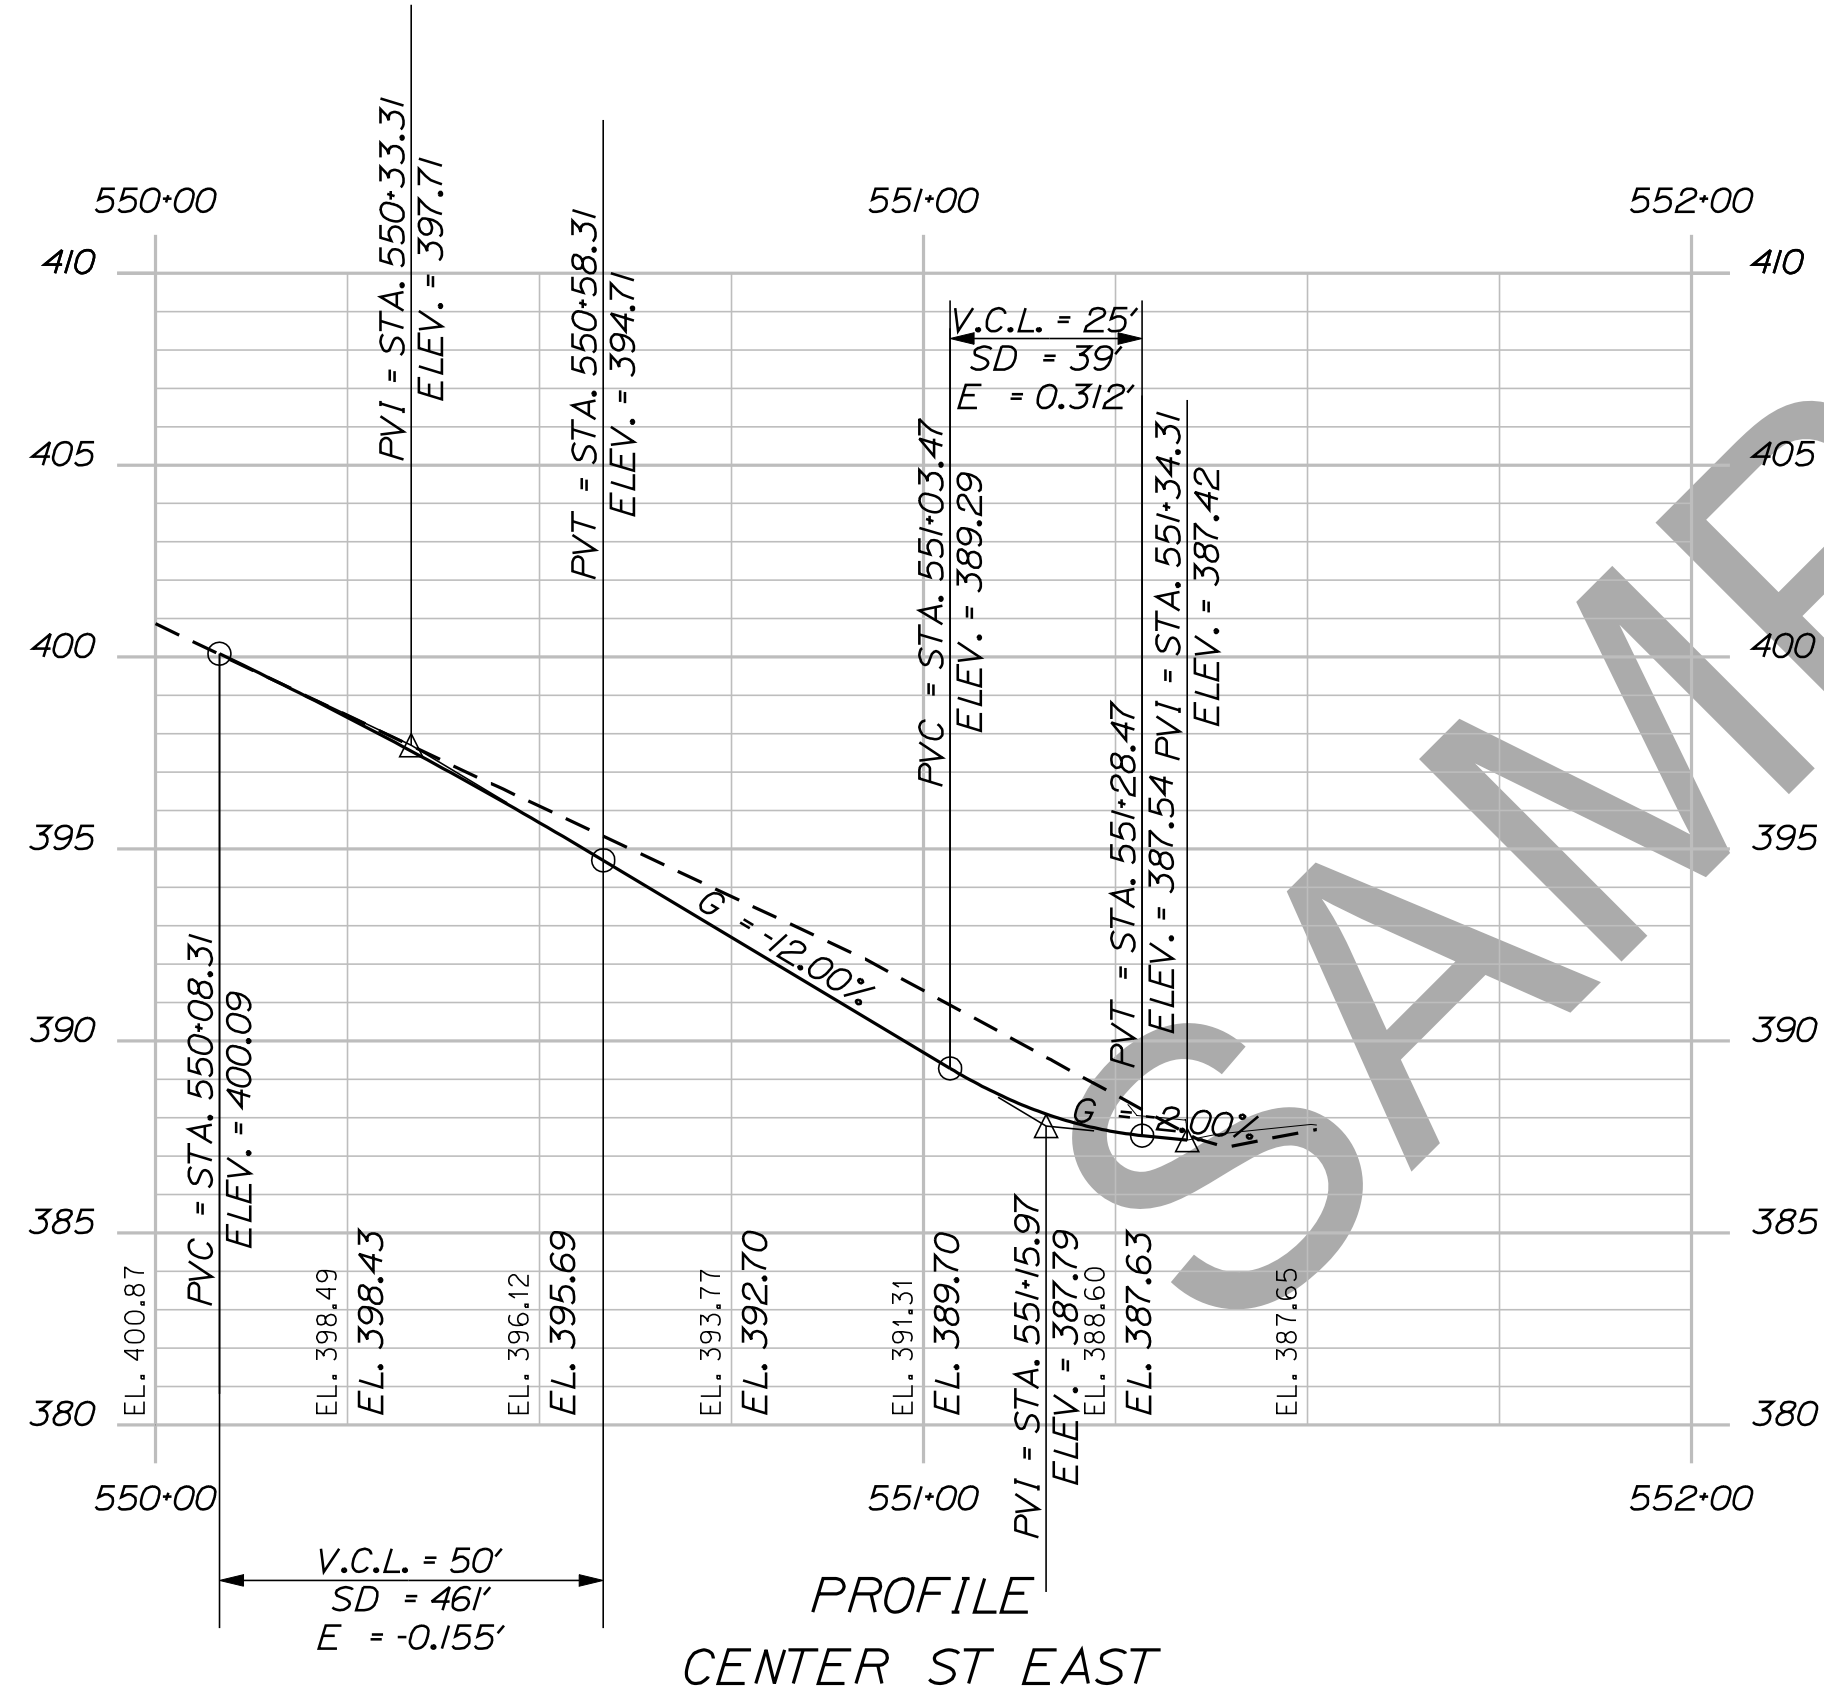 550+00 551+00 552+00
PVI = STA. 550+33.31
ELEV. = 397.71
PVT = STA. 550+58.31
ELEV. = 394.71
V.C.L. = 25'
SD = 39'
E = 0.312'
PVC = STA. 551+03.47
ELEV. = 389.29
PVT = STA. 551+28.47
ELEV. = 387.54
PVI = STA. 551+34.31
ELEV. = 387.42
410 410
405 405
400 400
395 395
390 390
385 385
380 380
G = -12.00%
PVC = STA. 550+08.31
ELEV. = 400.09
PVI = STA. 551+15.97
ELEV. = 387.79
EL. 400.87
EL. 398.49
EL. 398.43
EL. 396.12
EL. 395.69
EL. 393.77
EL. 392.70
EL. 391.31
EL. 389.70
EL. 388.60
EL. 387.63
EL. 387.65
550+00 551+00 552+00
V.C.L. = 50'
SD = 461'
E = -0.155'
PROFILE
CENTER ST EAST